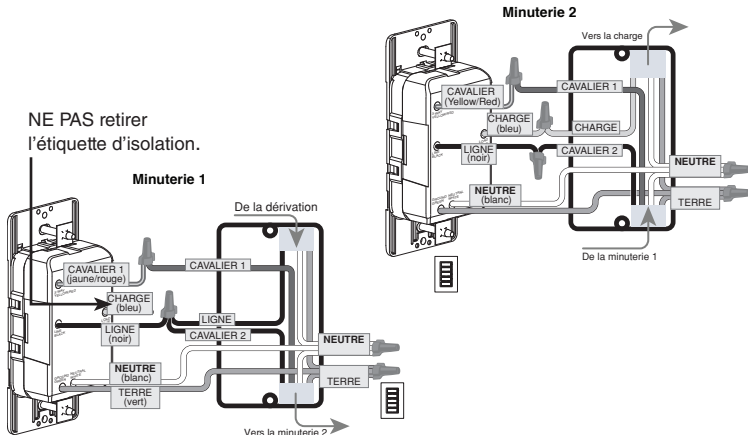 Minuterie 2
Vers la charge
CAVALIER
(Yellow/Red)
CAVALIER 1
CHARGE
(bleu)
CHARGE
LIGNE
(noir)
CAVALIER 2
NEUTRE
NEUTRE
(blanc)
TERRE
De la minuterie 1
NE PAS retirer
l’étiquette d’isolation.
Minuterie 1
De la dérivation
CAVALIER 1
(jaune/rouge)
CAVALIER 1
CHARGE
(bleu)
LIGNE
LIGNE
(noir)
CAVALIER 2
NEUTRE
NEUTRE
(blanc)
TERRE
TERRE
(vert)
Vers la minuterie 2